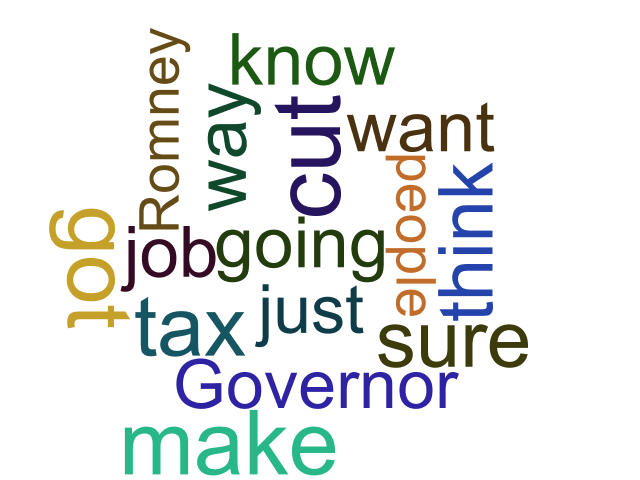 know
Romney
way
cut
want
people
think
got
job
going
tax
just
sure
Governor
make